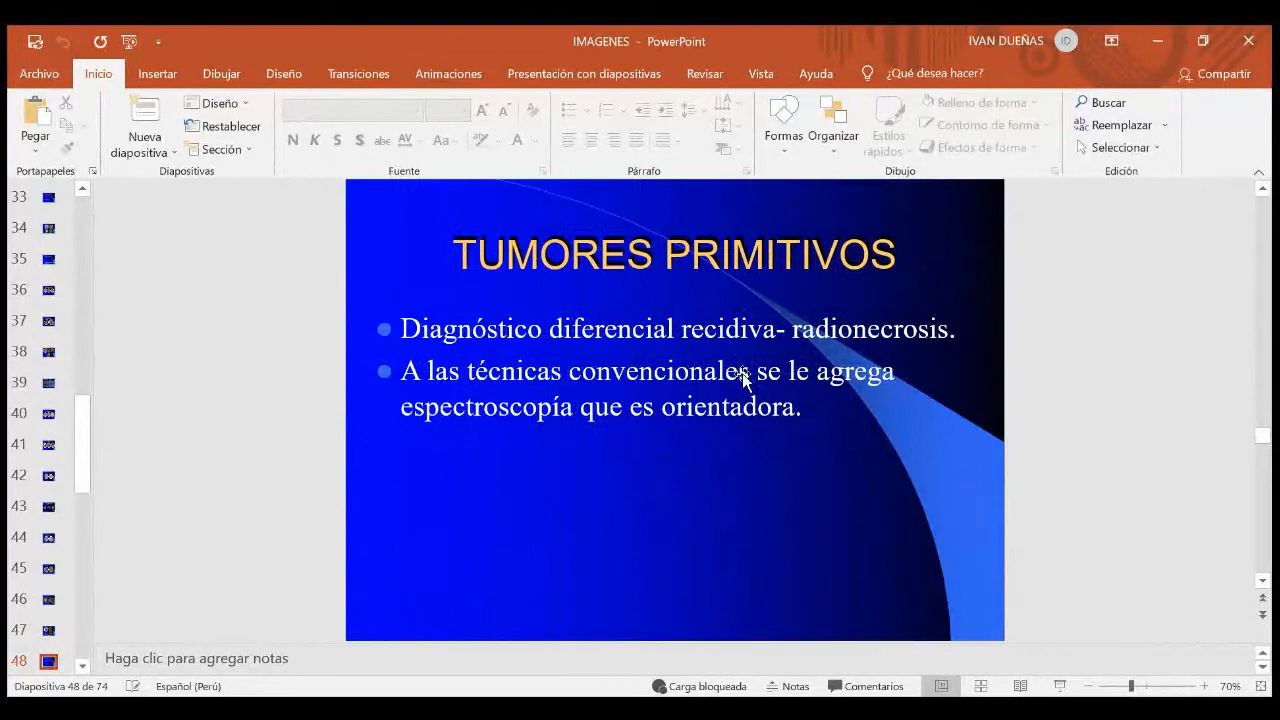 IMAGENES - PowerPoint
IVAN DUEÑAS
ID
Archivo
Inicio
Insertar
Dibujar
Diseño
Transiciones
Animaciones
Presentación con diapositivas
Revisar
Vista
Ayuda
¿Qué desea hacer?
Compartir
Pegar
Portapapeles
Nueva
diapositiva
Diseño
Restablecer
Sección
Diapositivas
N K S S abc AV Aa A
Fuente
Párrafo
Formas
Organizar
Estilos
rápidos
Relleno de forma
Contorno de forma
Efectos de forma
Dibujo
Buscar
Reemplazar
Seleccionar
Edición
33
34
35
36
37
38
39
40
41
42
43
44
45
46
47
48
TUMORES PRIMITIVOS
Diagnóstico diferencial recidiva- radionecrosis.
A las técnicas convencionales se le agrega
espectroscopía que es orientadora.
Haga clic para agregar notas
Diapositiva 48 de 74
Español (Perú)
Carga bloqueada
Notas
Comentarios
70%